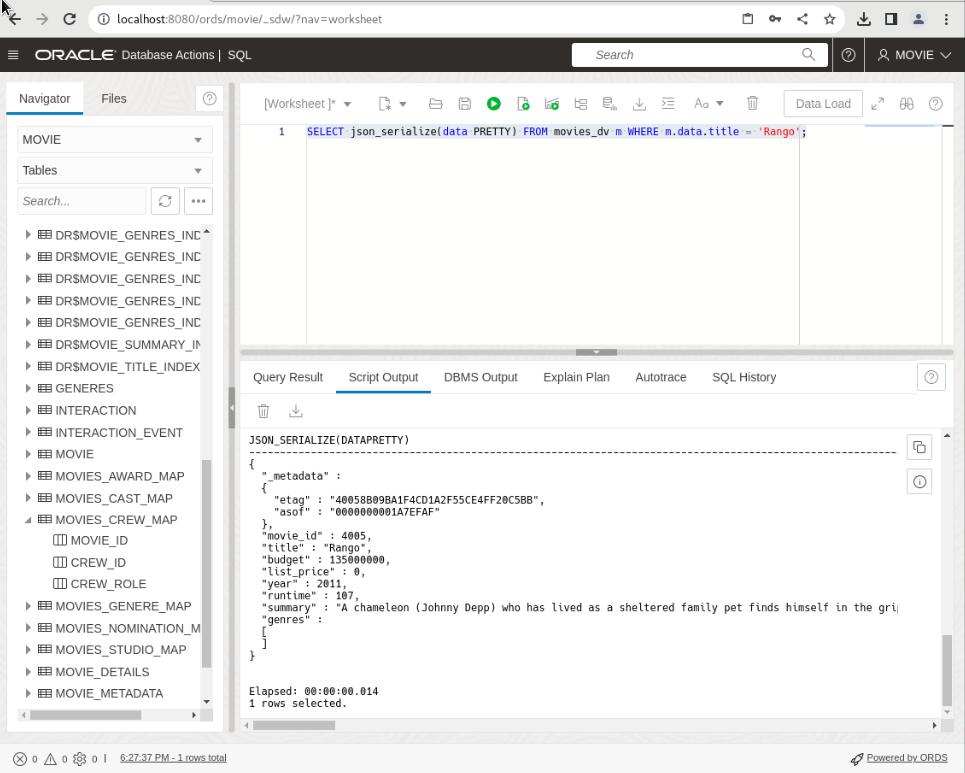 localhost:8080/ords/movie/_sdw/?nav=worksheet
ORACLE Database Actions | SQL
Search
MOVIE
Navigator
Files
MOVIE
Tables
Search...
DR$MOVIE_GENRES_IND
DR$MOVIE_GENRES_IND
DR$MOVIE_GENRES_IND
DR$MOVIE_GENRES_IND
DR$MOVIE_GENRES_IND
DR$MOVIE_SUMMARY_IN
DR$MOVIE_TITLE_INDEX
GENERES
INTERACTION
INTERACTION_EVENT
MOVIE
MOVIES_AWARD_MAP
MOVIES_CAST_MAP
MOVIES_CREW_MAP
MOVIE_ID
CREW_ID
CREW_ROLE
MOVIES_GENERE_MAP
MOVIES_NOMINATION_M
MOVIES_STUDIO_MAP
MOVIE_DETAILS
MOVIE_METADATA
[Worksheet ]*
Aa
Data Load
1 SELECT json_serialize(data PRETTY) FROM movies_dv m WHERE m.data.title = 'Rango';
Query Result Script Output DBMS Output Explain Plan Autotrace SQL History
JSON_SERIALIZE(DATAPRETTY)
--------------------------------------------------------------------------------
{
"_metadata" :
{
"etag" : "40058B09BA1F4CD1A2F55CE4FF20C5BB",
"asof" : "0000000001A7EFAF"
},
"movie_id" : 4005,
"title" : "Rango",
"budget" : 135000000,
"list_price" : 0,
"year" : 2011,
"runtime" : 107,
"summary" : "A chameleon (Johnny Depp) who has lived as a sheltered family pet finds himself in the gri
"genres" :
[
]
}
Elapsed: 00:00:00.014
1 rows selected.
0 0 0 | 6:27:37 PM - 1 rows total
Powered by ORDS